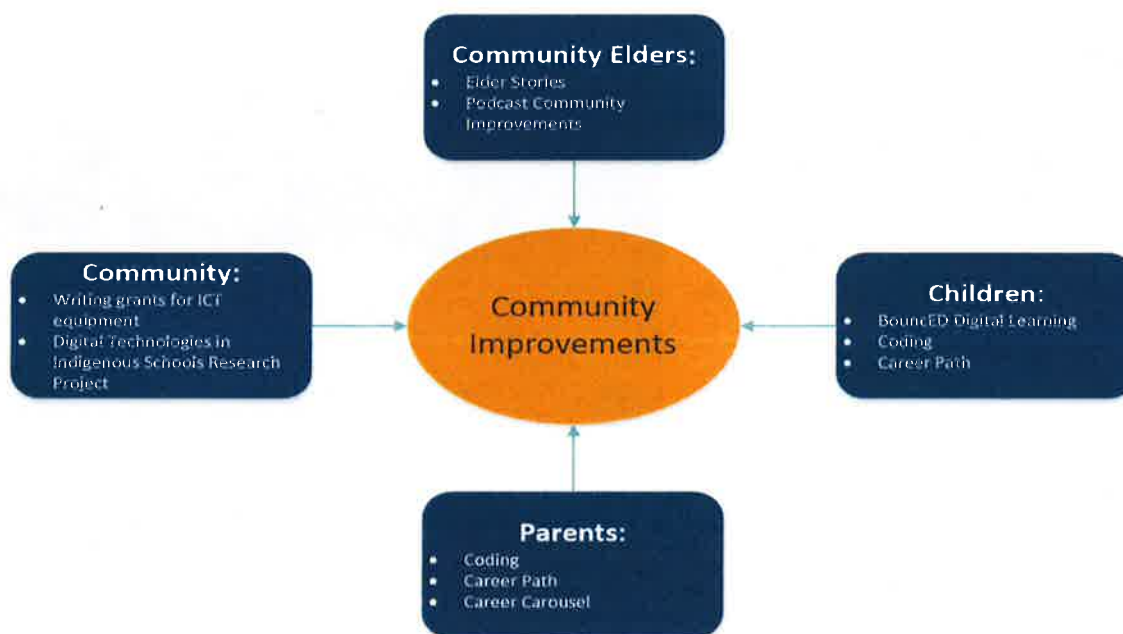 Community Elders:
• Elder Stories
• Podcast Community
Improvements
Community:
• Writing grants for ICT
equipment
• Digital Technologies in
Indigenous Schools Research
Project
Community
Improvements
Children:
• BouncED Digital Learning
• Coding
• Career Path
Parents:
• Coding
• Career Path
• Career Carousel